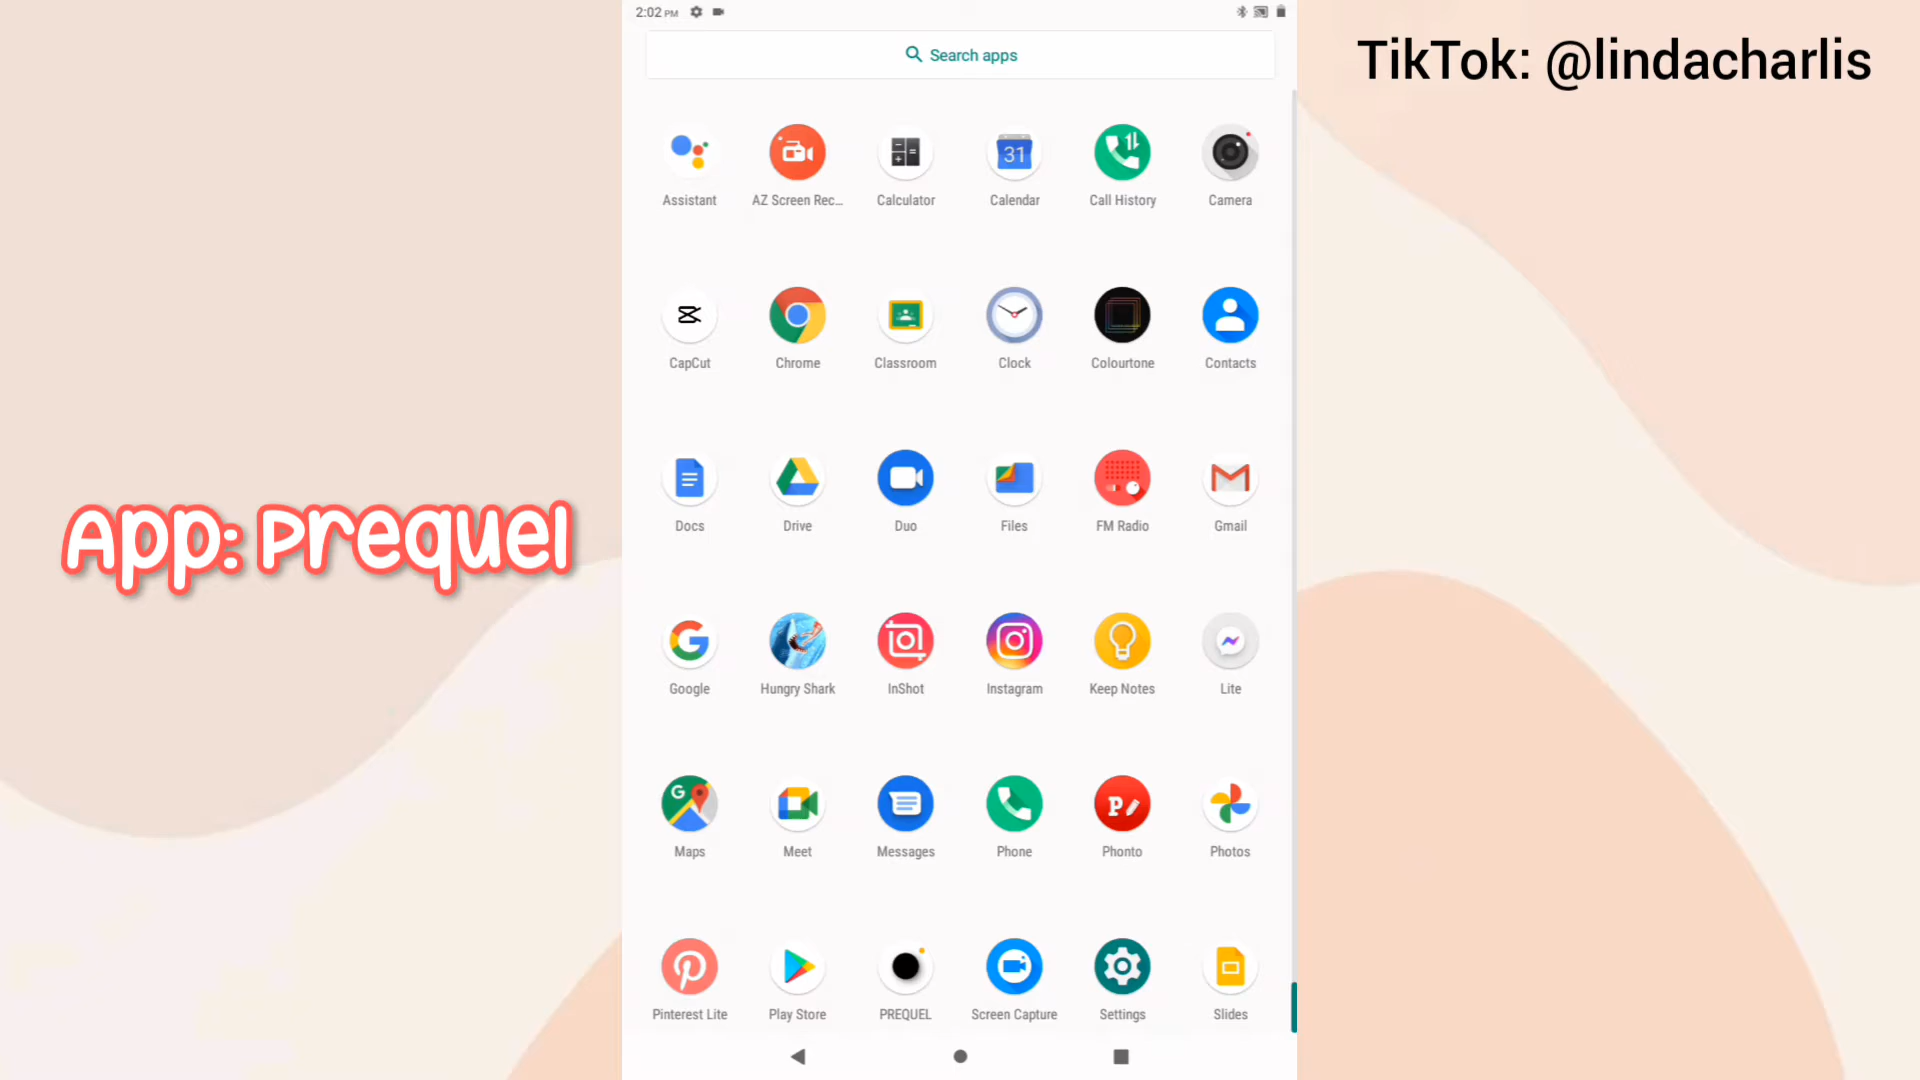 2:02 PM
Search apps
TikTok: @lindacharlis
31
Assistant
AZ Screen Rec...
Calculator
Calendar
Call History
Camera
CapCut
Chrome
Classroom
Clock
Colourtone
Contacts
App: Prequel
Docs
Drive
Duo
Files
FM Radio
Gmail
Google
Hungry Shark
InShot
Instagram
Keep Notes
Lite
G
P
Maps
Meet
Messages
Phone
Phonto
Photos
Pinterest Lite
Play Store
PREQUEL
Screen Capture
Settings
Slides